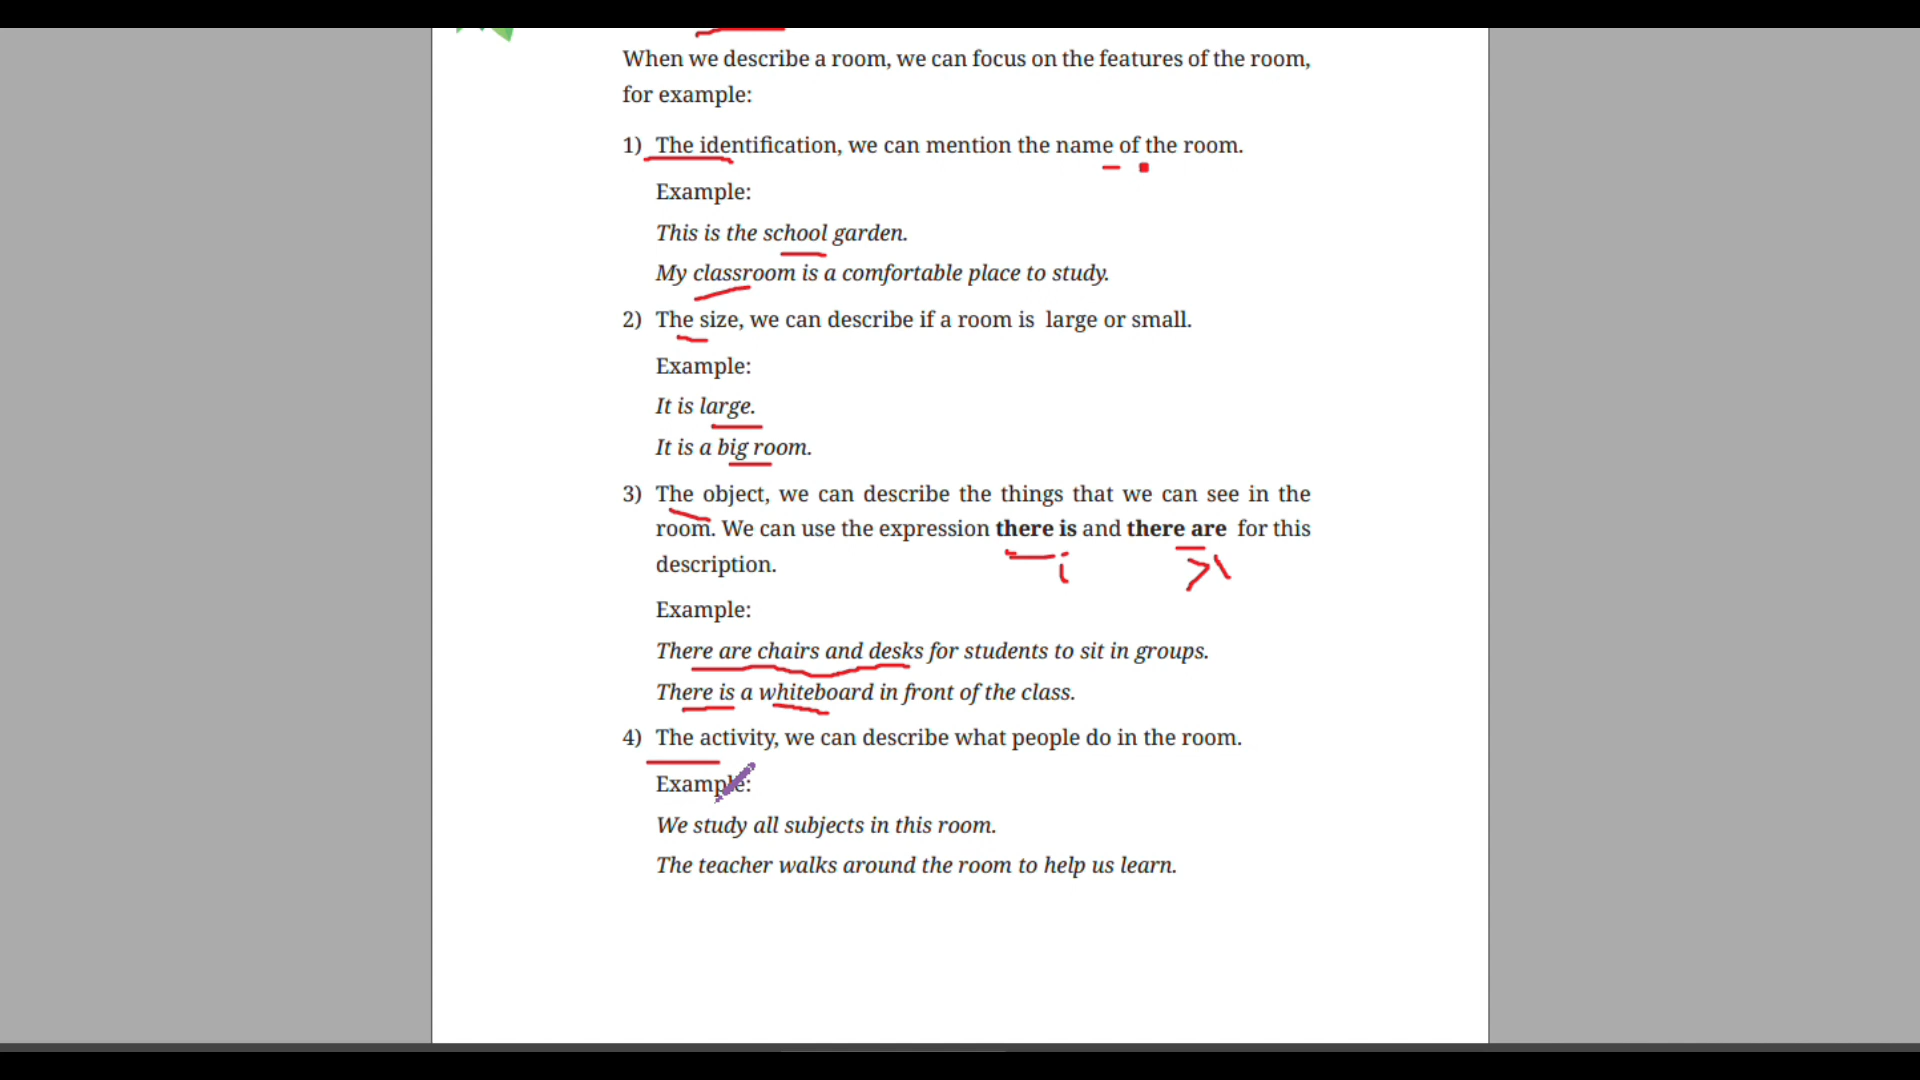 When we describe a room, we can focus on the features of the room,
for example:
1) The identification, we can mention the name of the room.
Example:
This is the school garden.
My classroom is a comfortable place to study.
2) The size, we can describe if a room is large or small.
Example:
It is large.
It is a big room.
3) The object, we can describe the things that we can see in the
room. We can use the expression there is and there are for this
description.
Example:
There are chairs and desks for students to sit in groups.
There is a whiteboard in front of the class.
4) The activity, we can describe what people do in the room.
Example:
We study all subjects in this room.
The teacher walks around the room to help us learn.